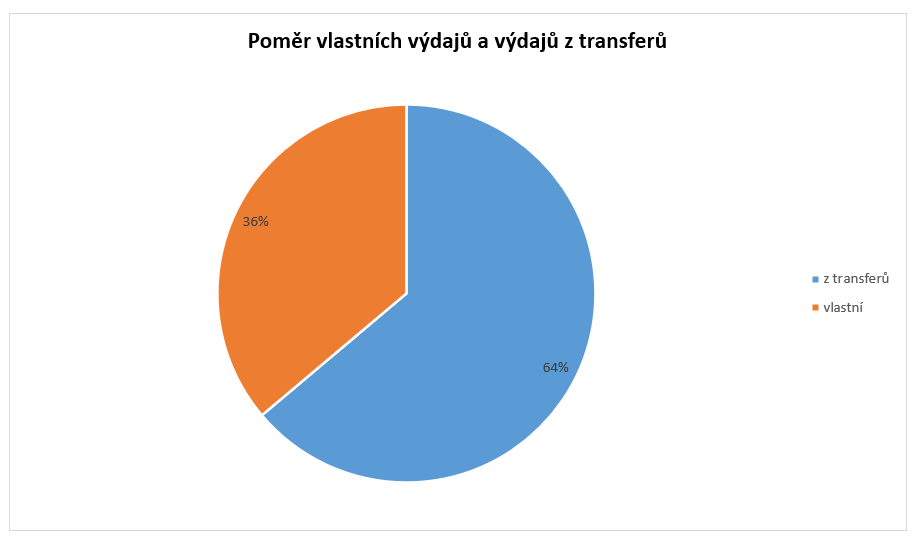 Poměr vlastních výdajů a výdajů z transferů
36%
z transferů
vlastní
64%